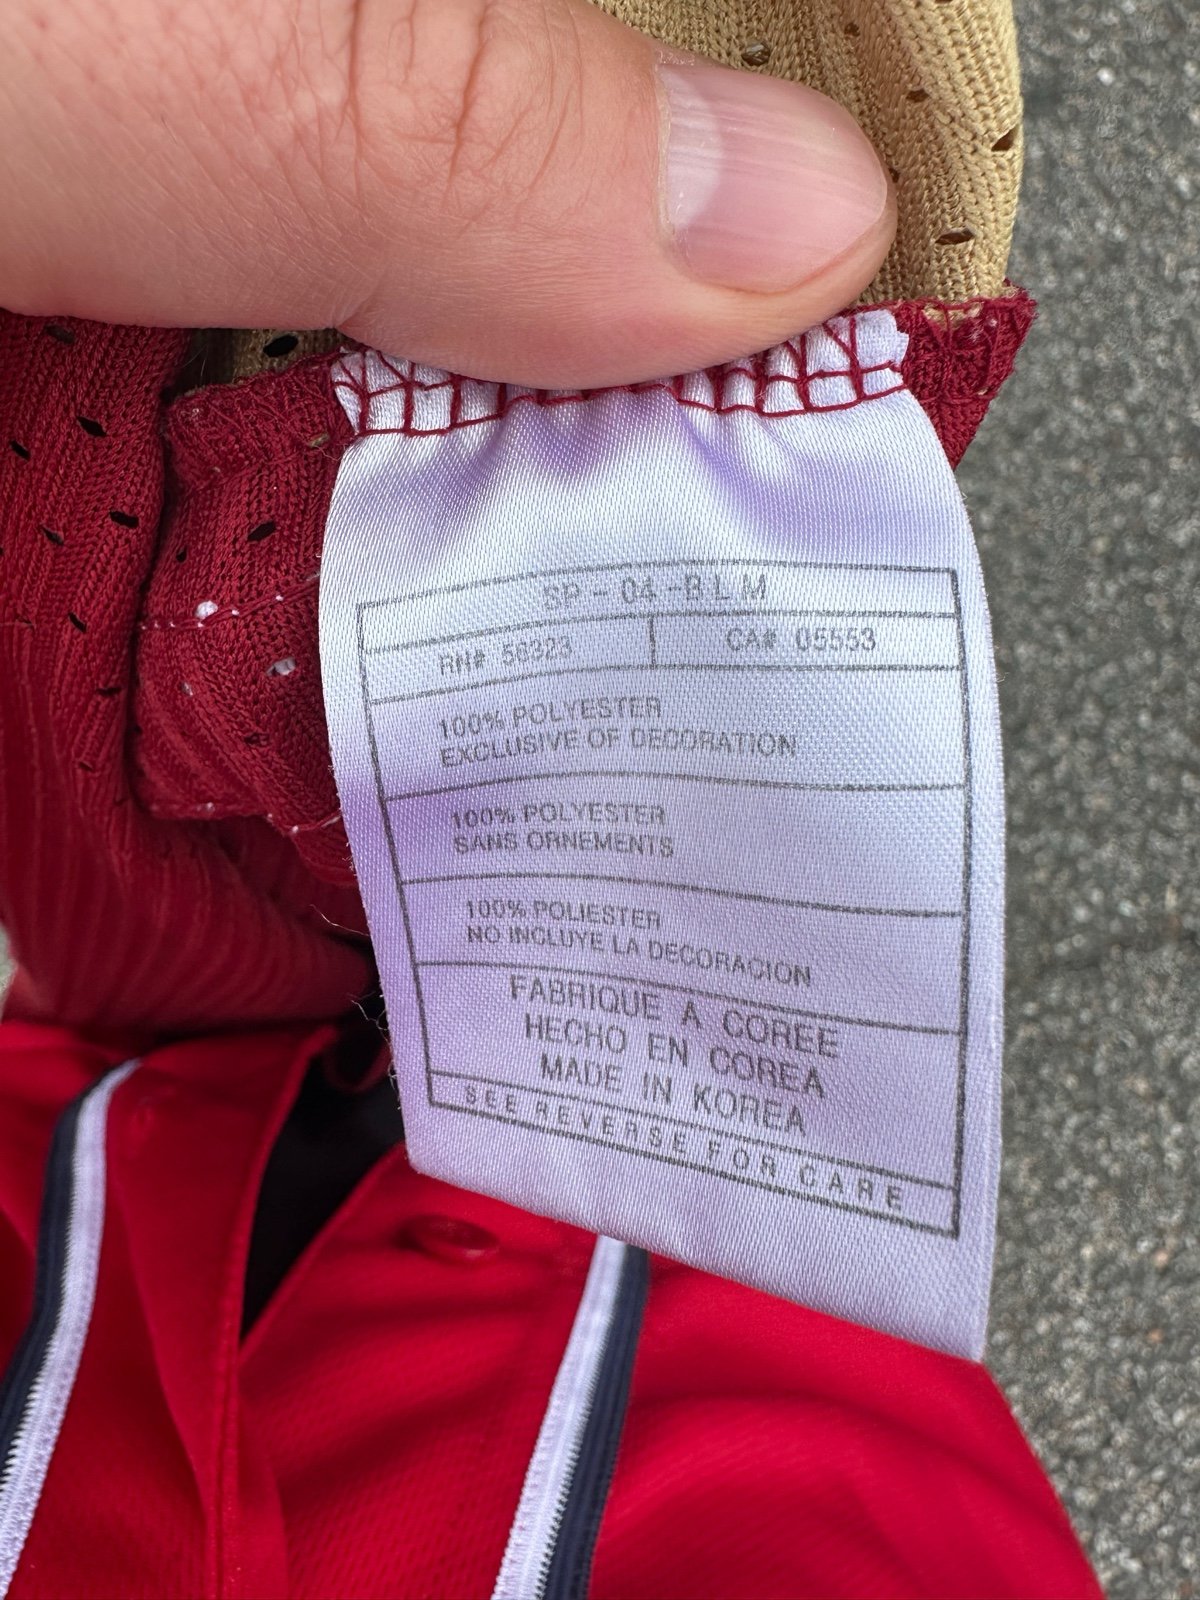 SP - 04 - B L M
RN# 56323 CA# 05553
100% POLYESTER
EXCLUSIVE OF DECORATION
100% POLYESTER
SANS ORNEMENTS
100% POLIESTER
NO INCLUYE LA DECORACION
FABRIQUE A COREE
HECHO EN COREA
MADE IN KOREA
SEE REVERSE FOR CARE